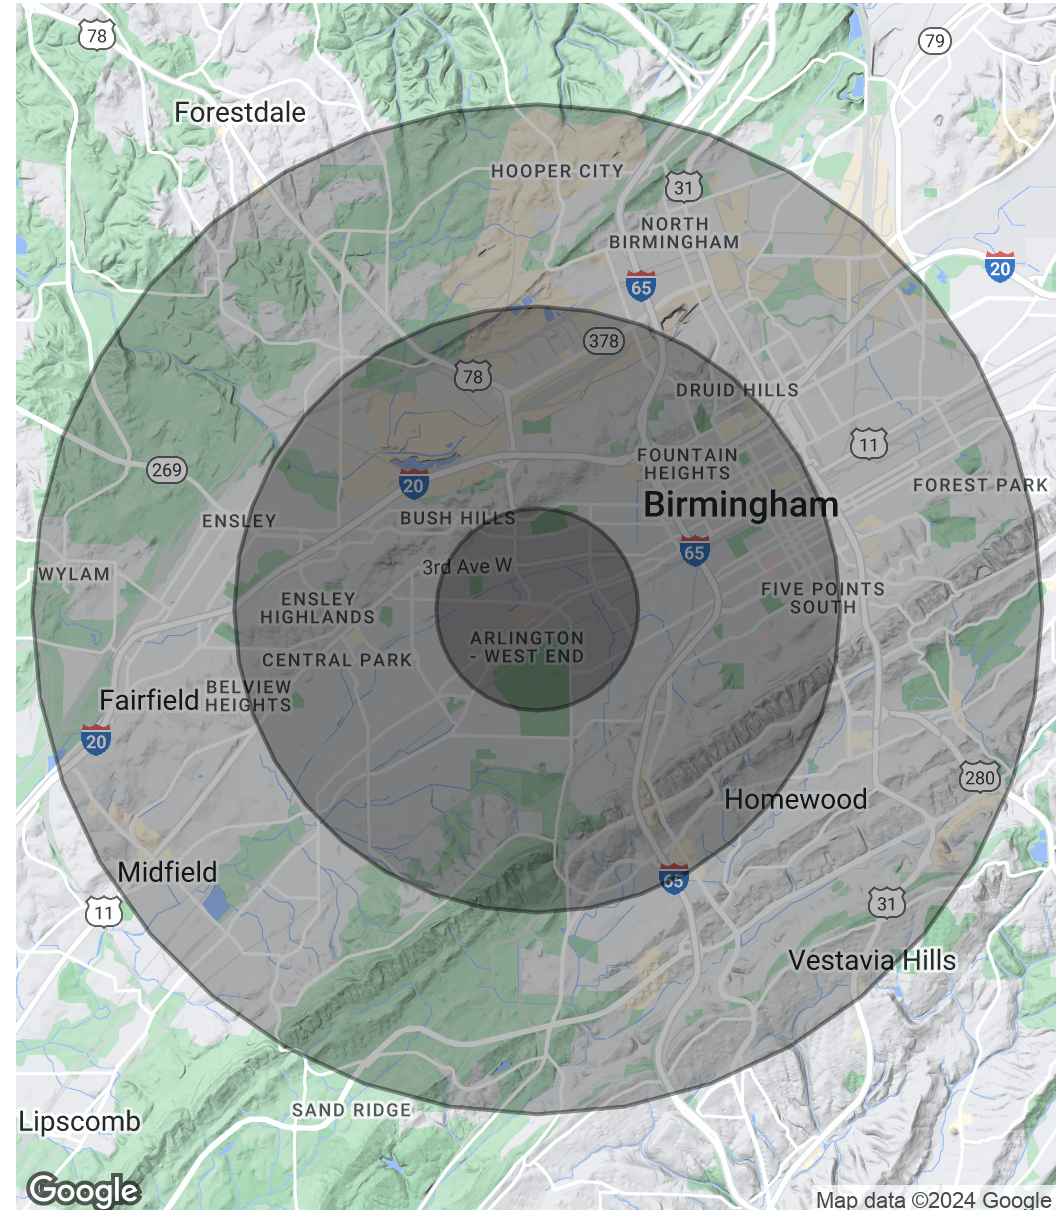 78
79
Forestdale
HOOPER CITY
31
NORTH
BIRMINGHAM
20
65
378
78
DRUID HILLS
11
FOUNTAIN
HEIGHTS
269
20
FOREST PARK
Birmingham
ENSLEY
BUSH HILLS
65
3rd Ave W
WYLAM
ENSLEY
HIGHLANDS
FIVE POINTS
SOUTH
ARLINGTON
- WEST END
CENTRAL PARK
Fairfield
BELVIEW
HEIGHTS
20
280
Homewood
Midfield
65
11
31
Vestavia Hills
SAND RIDGE
Lipscomb
Google
Map data ©2024 Google